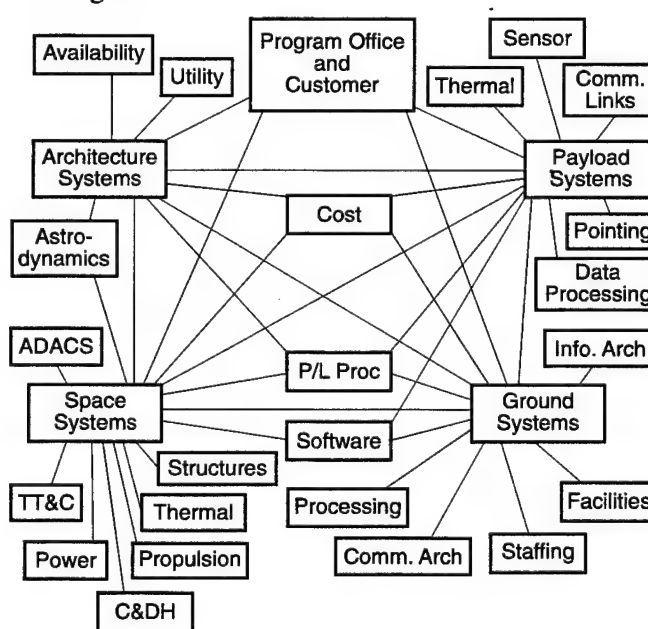 Program Office
and
Customer
Sensor
Availability
Utility
Thermal
Comm.
Links
Architecture
Systems
Payload
Systems
Cost
Astro-
dynamics
Pointing
Data
Processing
ADACS
Info. Arch
P/L Proc
Space
Systems
Ground
Systems
Software
Structures
TT&C
Thermal
Processing
Facilities
Power
Propulsion
Comm. Arch
Staffing
C&DH